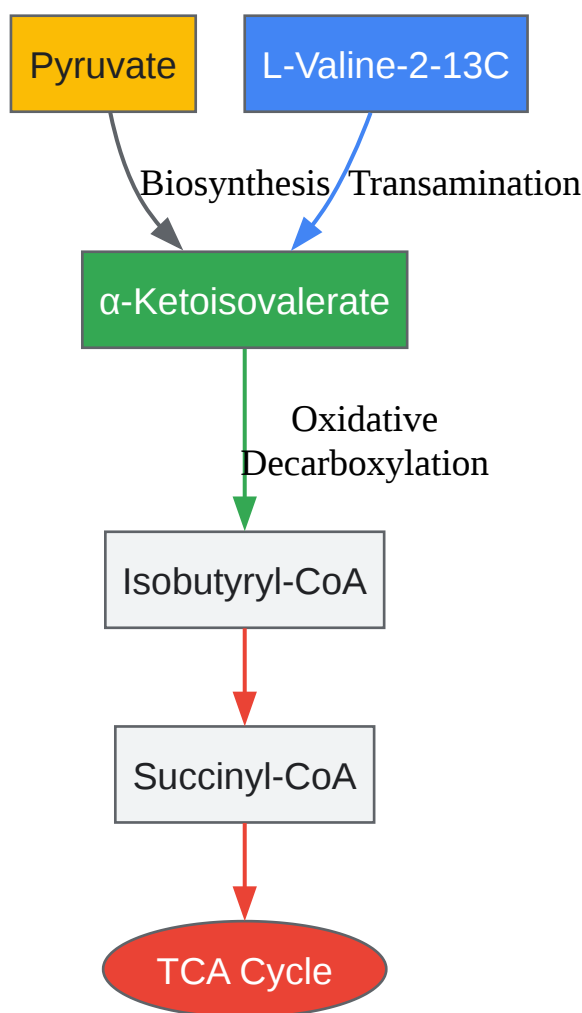 Pyruvate
L-Valine-2-13C
Biosynthesis
Transamination
α-Ketoisovalerate
Oxidative
Decarboxylation
Isobutyryl-CoA
Succinyl-CoA
TCA Cycle